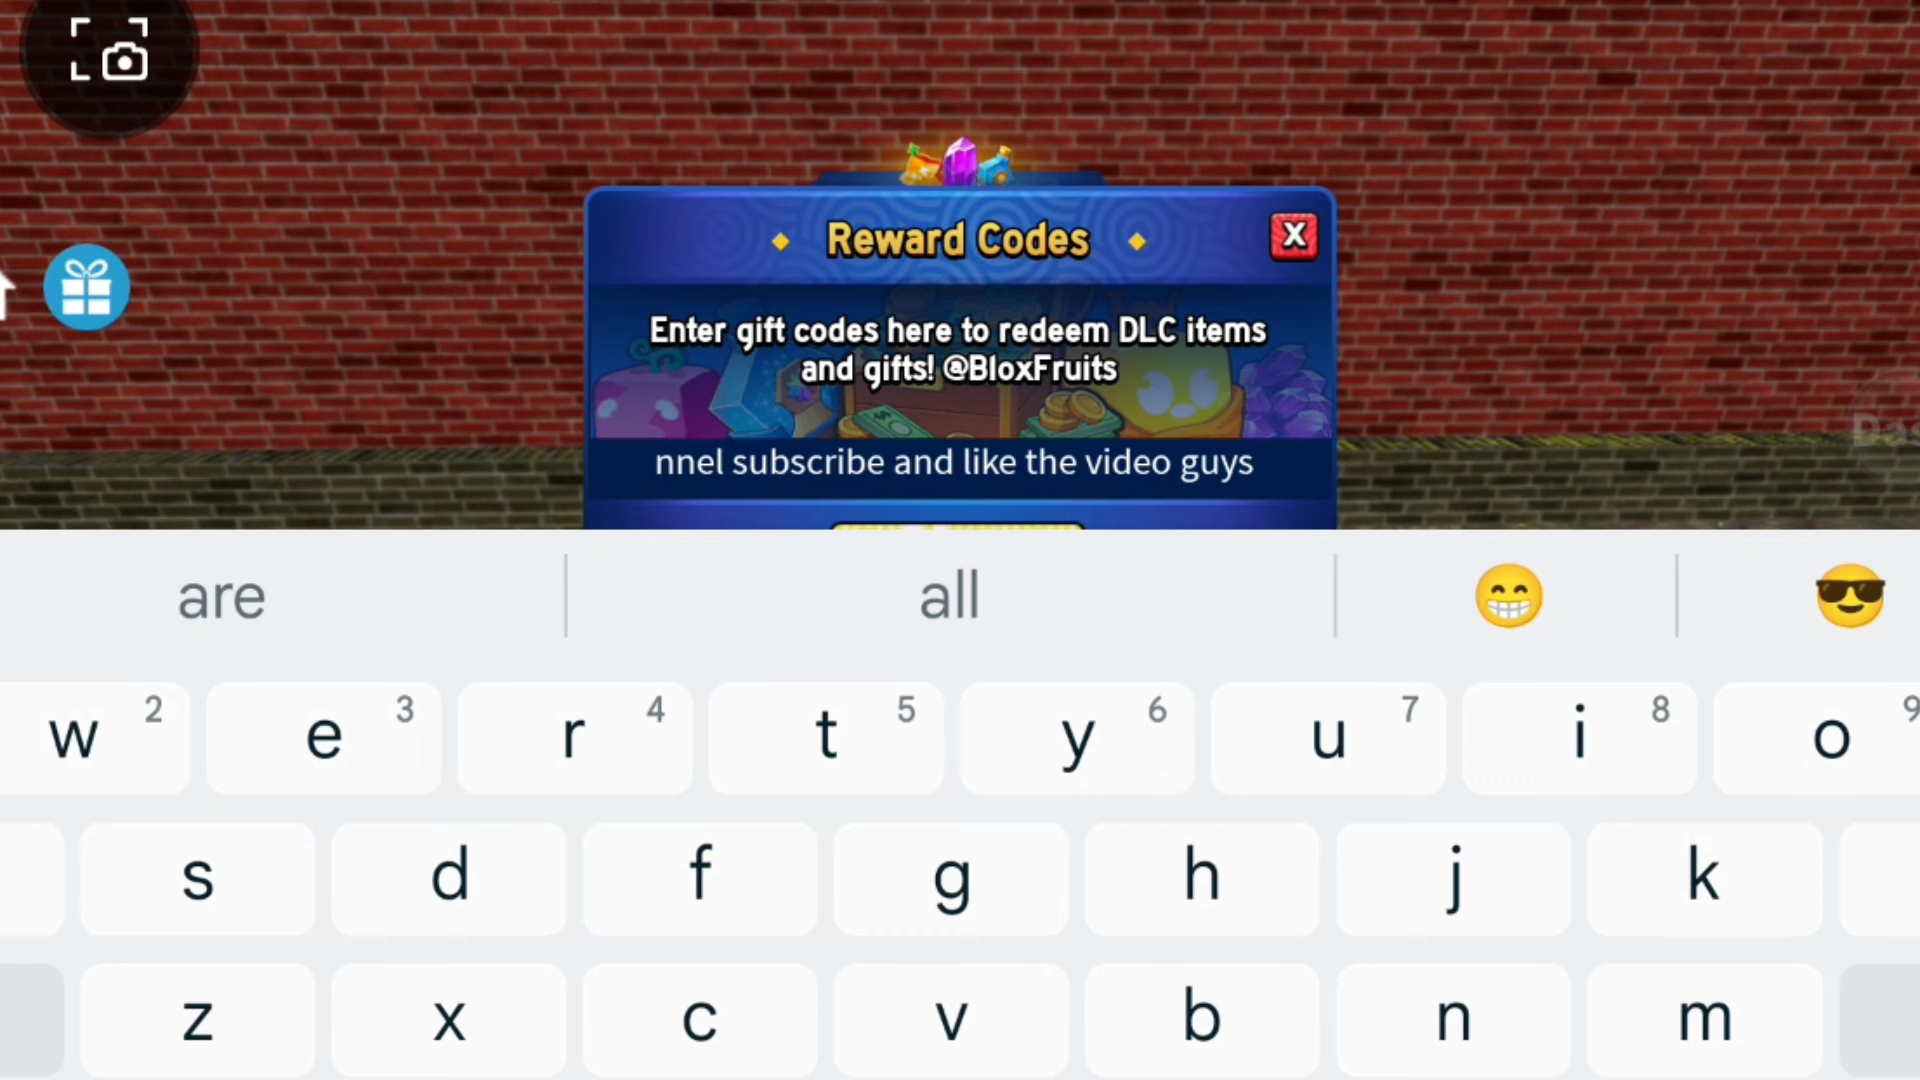 Reward Codes
X
Enter gift codes here to redeem DLC items
and gifts! @BloxFruits
nnel subscribe and like the video guys
are all
w 2 e 3 r 4 t 5 y 6 u 7 i 8 o 9
s d f g h j k
z x c v b n m